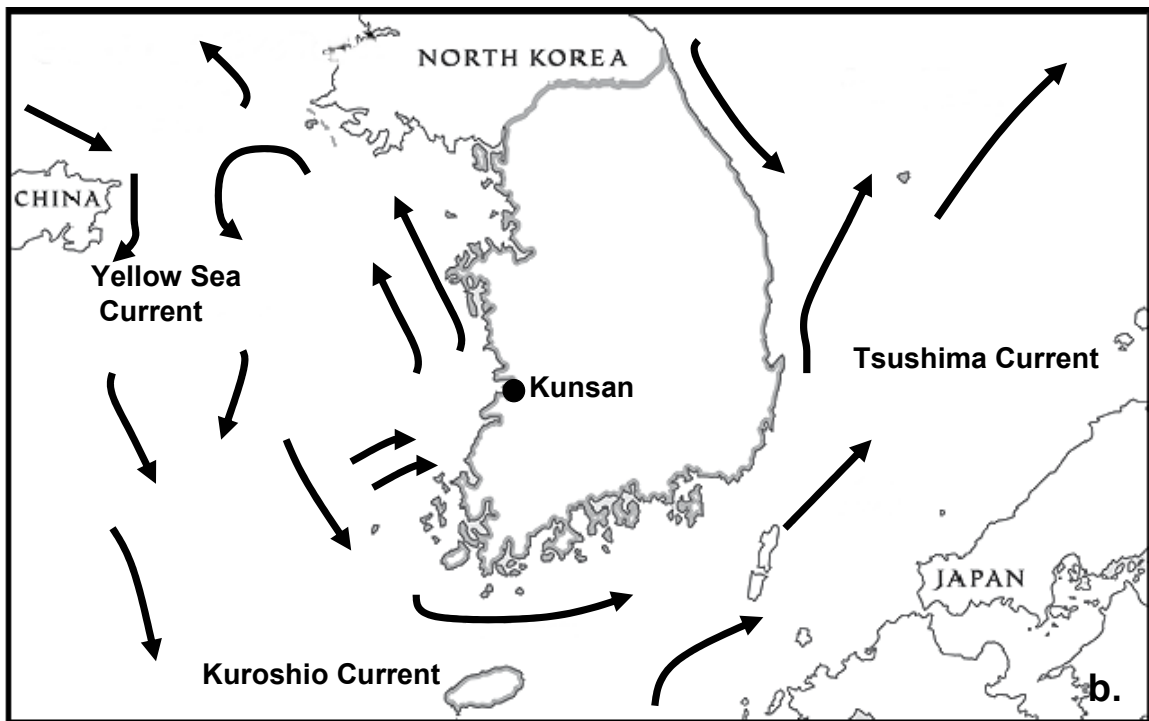 NORTH KOREA
CHINA
Yellow Sea
Current
Kunsan
Tsushima Current
JAPAN
Kuroshio Current
b.